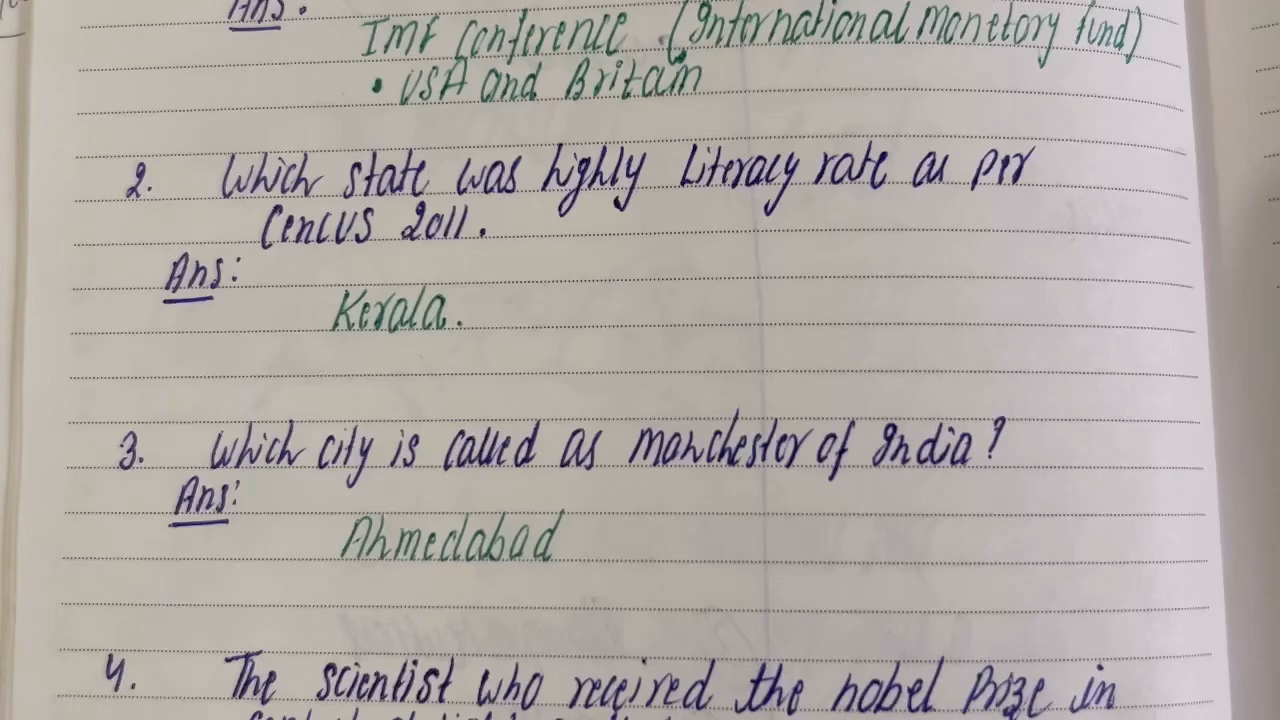 Ans:
IMF Conference (International monetory fund)
• USA and Britain
2. Which state was highly Literacy rate as per
Cencus 2011.
Ans:
Kerala.
3. Which city is called as manchester of India?
Ans:
Ahmedabad
4. The scientist who received the nobel Prize in